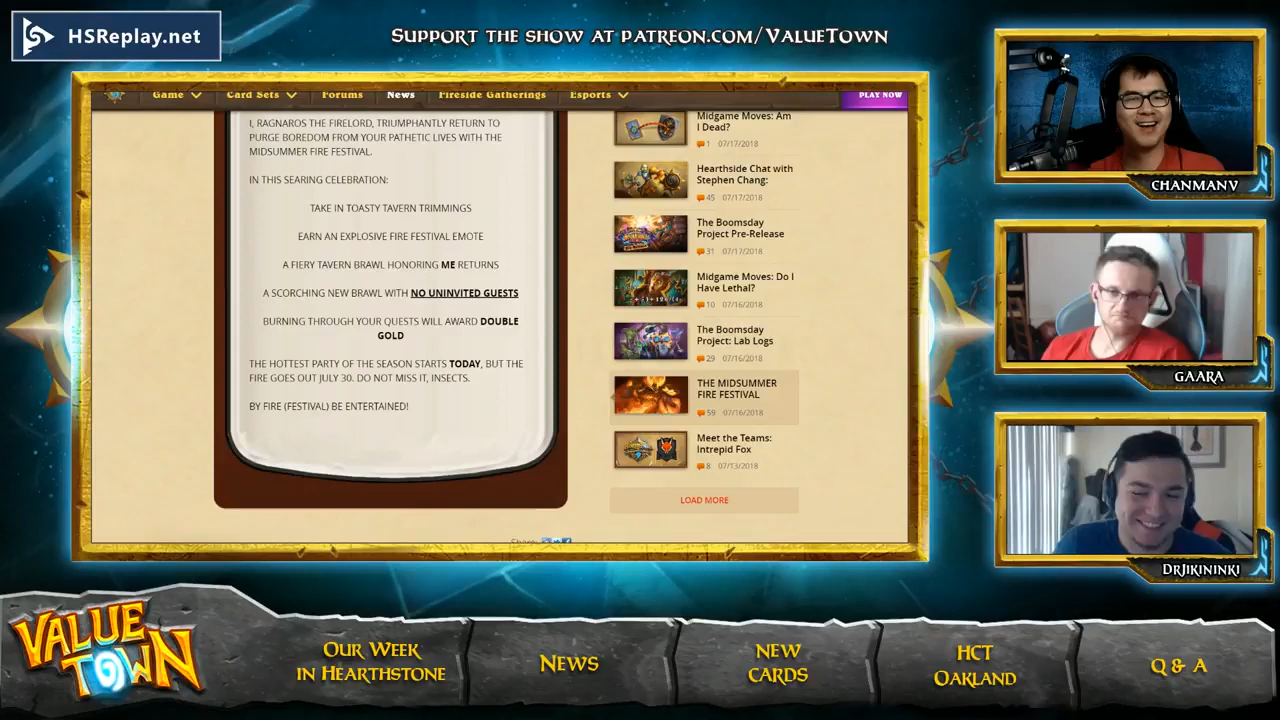 HSReplay.net
Support the show at patreon.com/ValueTown
Game
Card Sets
Forums
News
Fireside Gatherings
Esports
PLAY NOW
I, RAGNAROS THE FIRELORD, TRIUMPHANTLY RETURN TO
PURGE BOREDOM FROM YOUR PATHETIC LIVES WITH THE
MIDSUMMER FIRE FESTIVAL.
IN THIS SEARING CELEBRATION:
TAKE IN TOASTY TAVERN TRIMMINGS
EARN AN EXPLOSIVE FIRE FESTIVAL EMOTE
A FIERY TAVERN BRAWL HONORING ME RETURNS
A SCORCHING NEW BRAWL WITH NO UNINVITED GUESTS
BURNING THROUGH YOUR QUESTS WILL AWARD DOUBLE
GOLD
THE HOTTEST PARTY OF THE SEASON STARTS TODAY, BUT THE
FIRE GOES OUT JULY 30. DO NOT MISS IT, INSECTS.
BY FIRE (FESTIVAL) BE ENTERTAINED!
Midgame Moves: Am
I Dead?
1 07/17/2018
Hearthside Chat with
Stephen Chang:
45 07/17/2018
The Boomsday
Project Pre-Release
31 07/17/2018
Midgame Moves: Do I
Have Lethal?
10 07/16/2018
The Boomsday
Project: Lab Logs
29 07/16/2018
THE MIDSUMMER
FIRE FESTIVAL
59 07/16/2018
Meet the Teams:
Intrepid Fox
8 07/13/2018
LOAD MORE
Share:
chanmanv
Gaara
DrJikininki
Value
Town
Our Week
in Hearthstone
News
New
Cards
HCT
Oakland
Q & A